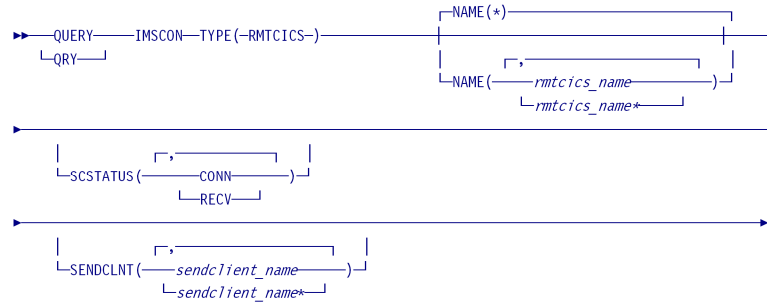 NAME(*)
QUERY IMSCON TYPE( RMTCICS )
QRY
,
NAME( rmtcics_name )
rmtcics_name*
,
SCSTATUS( CONN )
RECV
,
SENDCLNT( sendclient_name )
sendclient_name*